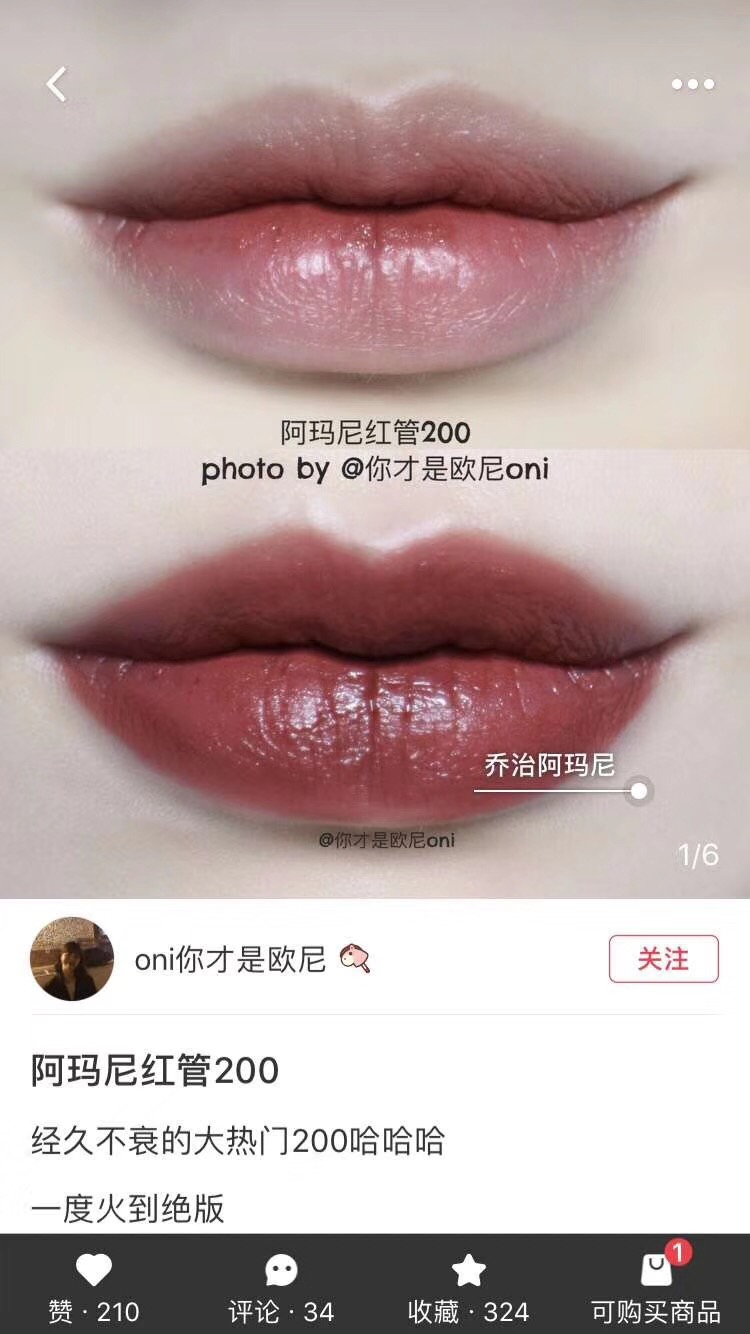 阿玛尼红管200
photo by @你才是欧尼oni
乔治阿玛尼
@你才是欧尼oni
1/6
oni你才是欧尼
关注
阿玛尼红管200
经久不衰的大热门200哈哈哈
一度火到绝版
1
赞 · 210
评论 · 34
收藏 · 324
可购买商品